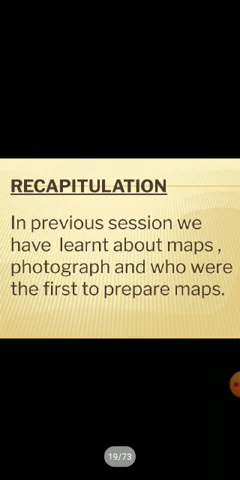 RECAPITULATION
In previous session we
have learnt about maps ,
photograph and who were
the first to prepare maps.
19/73